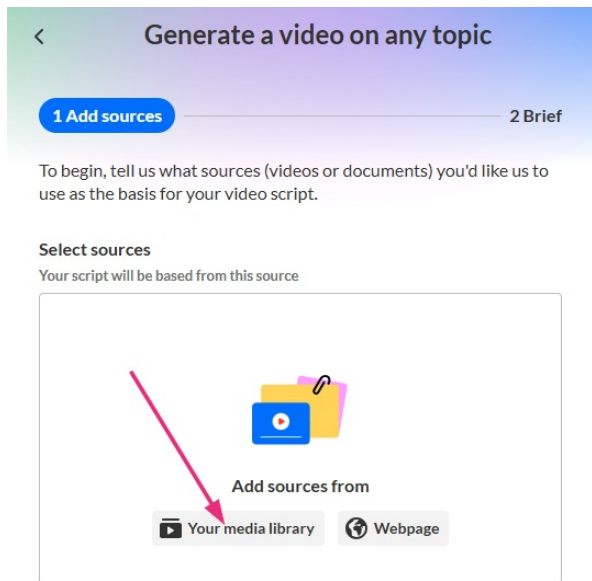 Generate a video on any topic
1 Add sources
2 Brief
To begin, tell us what sources (videos or documents) you'd like us to
use as the basis for your video script.
Select sources
Your script will be based from this source
Add sources from
Your media library
Webpage